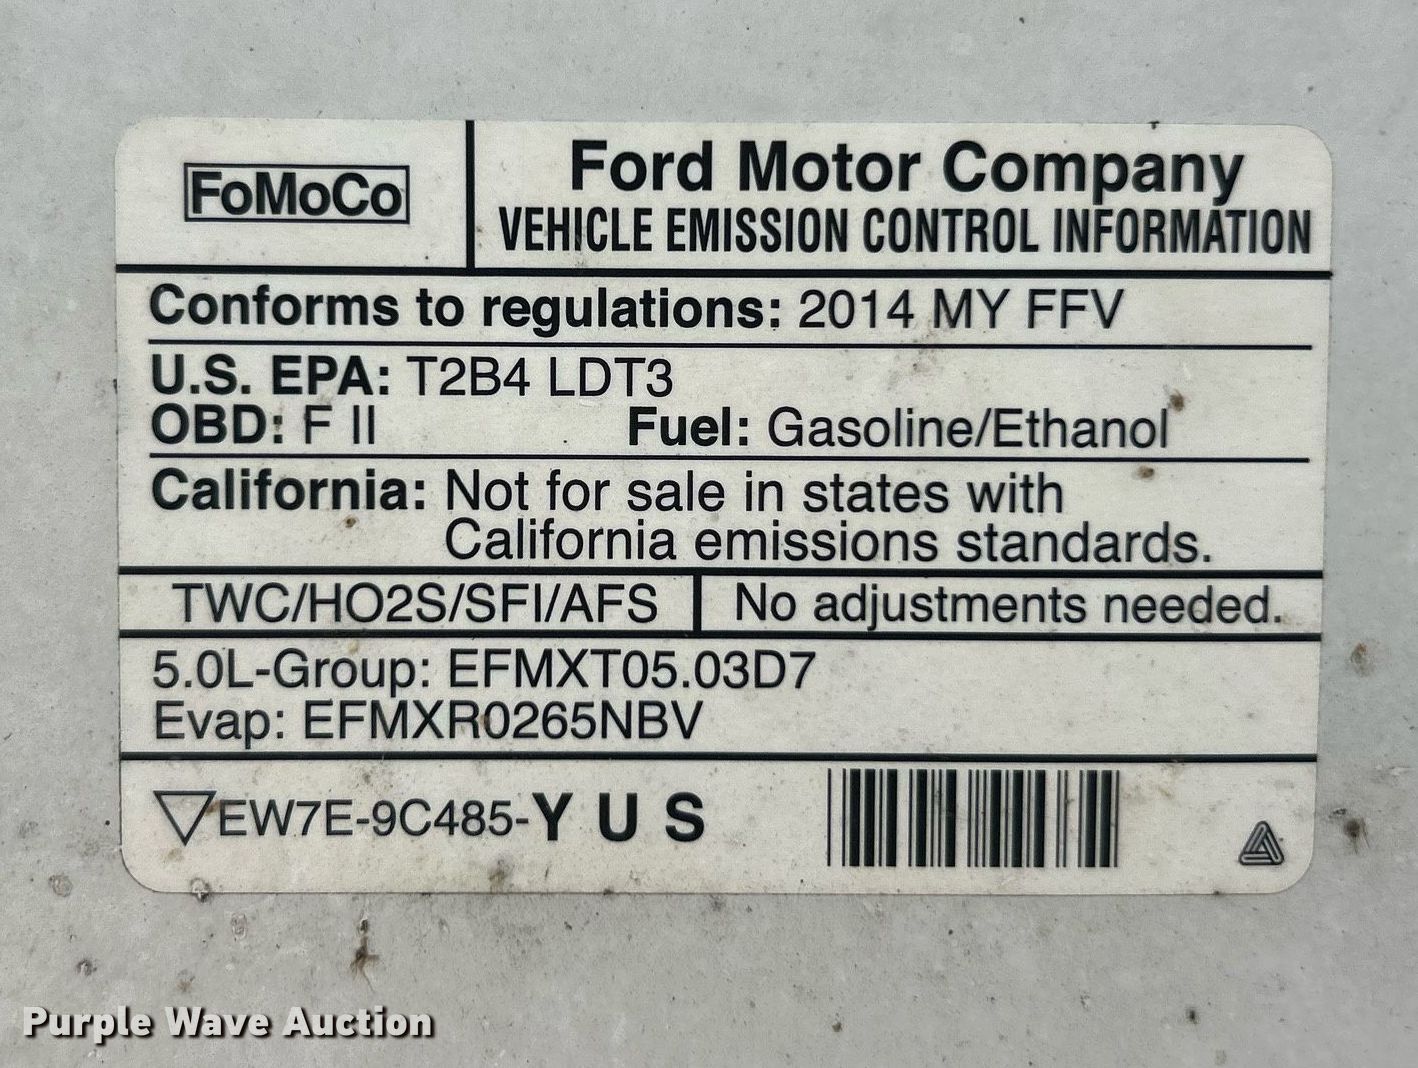 FoMoCo
Ford Motor Company
VEHICLE EMISSION CONTROL INFORMATION
Conforms to regulations: 2014 MY FFV
U.S. EPA: T2B4 LDT3
OBD: F II Fuel: Gasoline/Ethanol
California: Not for sale in states with
California emissions standards.
TWC/HO2S/SFI/AFS No adjustments needed.
5.0L-Group: EFMXT05.03D7
Evap: EFMXR0265NBV
EW7E-9C485-Y U S
Purple Wave Auction